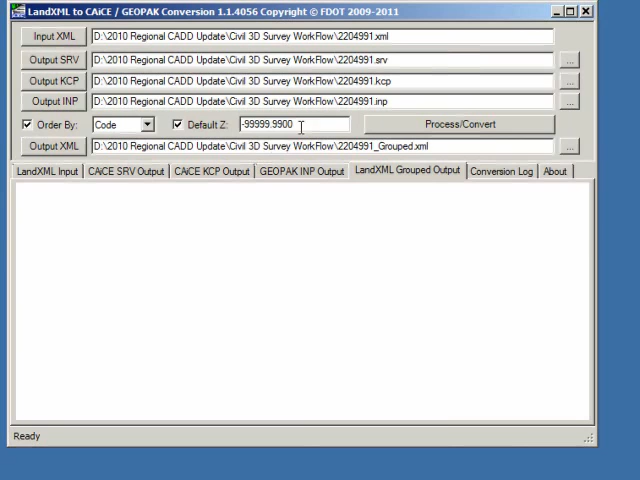 LandXML to CAiCE / GEOPAK Conversion 1.1.4056 Copyright © FDOT 2009-2011
Input XML D:\2010 Regional CADD Update\Civil 3D Survey WorkFlow\2204991.xml
Output SRV D:\2010 Regional CADD Update\Civil 3D Survey WorkFlow\2204991.srv ...
Output KCP D:\2010 Regional CADD Update\Civil 3D Survey WorkFlow\2204991.kcp ...
Output INP D:\2010 Regional CADD Update\Civil 3D Survey WorkFlow\2204991.inp ...
Order By: Code Default Z: -99999.9900 Process/Convert
Output XML D:\2010 Regional CADD Update\Civil 3D Survey WorkFlow\2204991_Grouped.xml ...
LandXML Input CAiCE SRV Output CAiCE KCP Output GEOPAK INP Output LandXML Grouped Output Conversion Log About
Ready